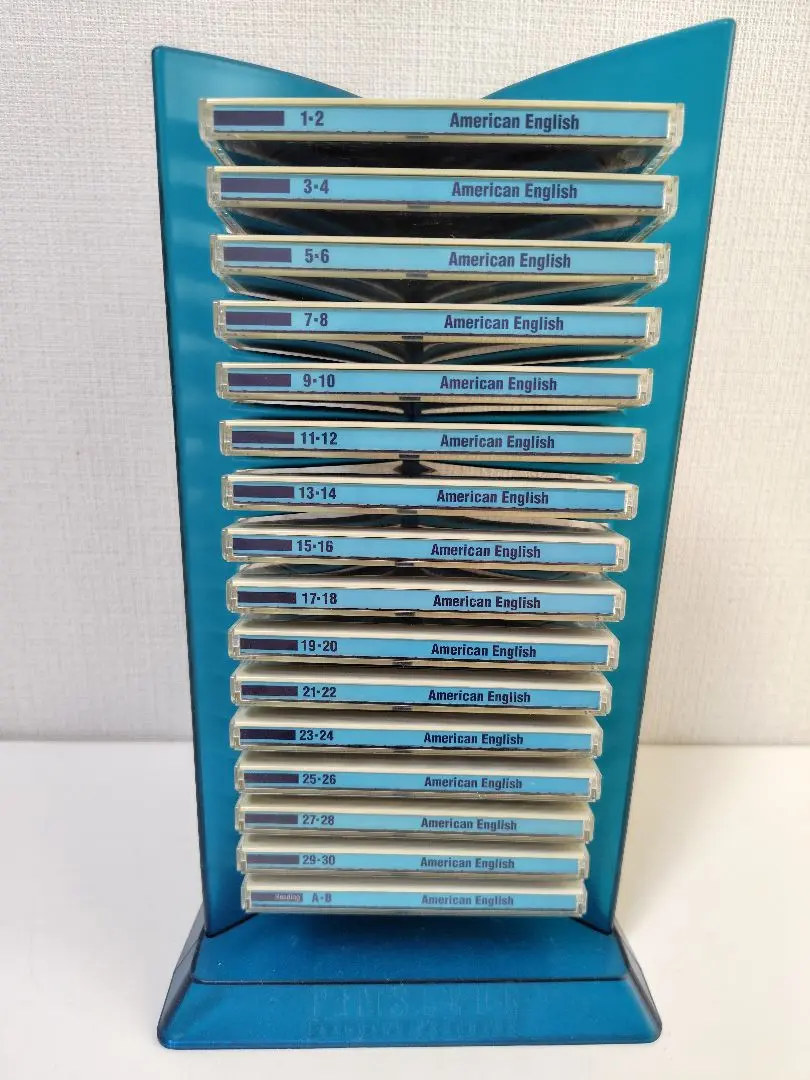 1•2 American English
3•4 American English
5•6 American English
7•8 American English
9•10 American English
11•12 American English
13•14 American English
15•16 American English
17•18 American English
19•20 American English
21•22 American English
23•24 American English
25•26 American English
27•28 American English
29•30 American English
Reading A•B American English